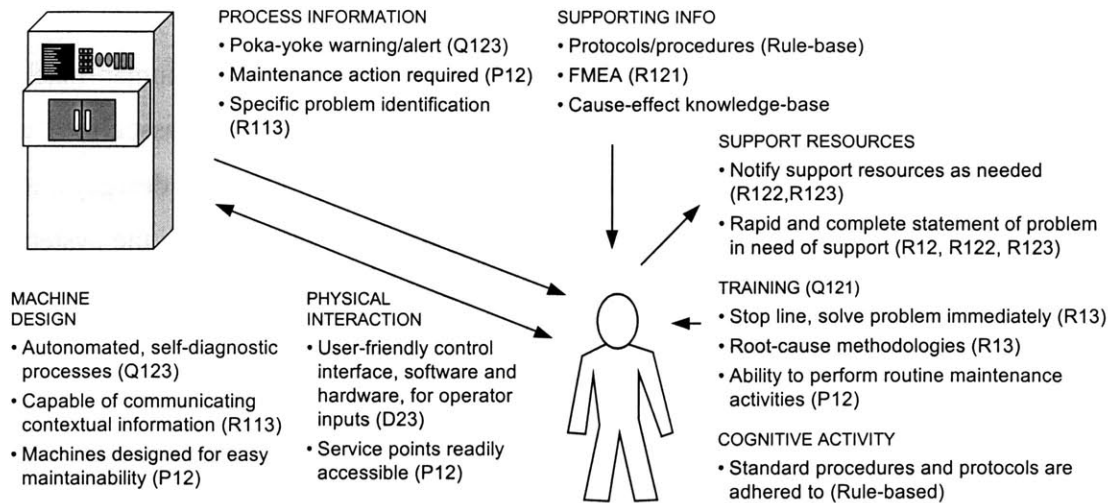 PROCESS INFORMATION
• Poka-yoke warning/alert (Q123)
• Maintenance action required (P12)
• Specific problem identification
(R113)
SUPPORTING INFO
• Protocols/procedures (Rule-base)
• FMEA (R121)
• Cause-effect knowledge-base
SUPPORT RESOURCES
• Notify support resources as needed
(R122,R123)
• Rapid and complete statement of problem
in need of support (R12, R122, R123)
MACHINE
DESIGN
• Autonomated, self-diagnostic
processes (Q123)
• Capable of communicating
contextual information (R113)
• Machines designed for easy
maintainability (P12)
PHYSICAL
INTERACTION
• User-friendly control
interface, software and
hardware, for operator
inputs (D23)
• Service points readily
accessible (P12)
TRAINING (Q121)
• Stop line, solve problem immediately (R13)
• Root-cause methodologies (R13)
• Ability to perform routine maintenance
activities (P12)
COGNITIVE ACTIVITY
• Standard procedures and protocols are
adhered to (Rule-based)